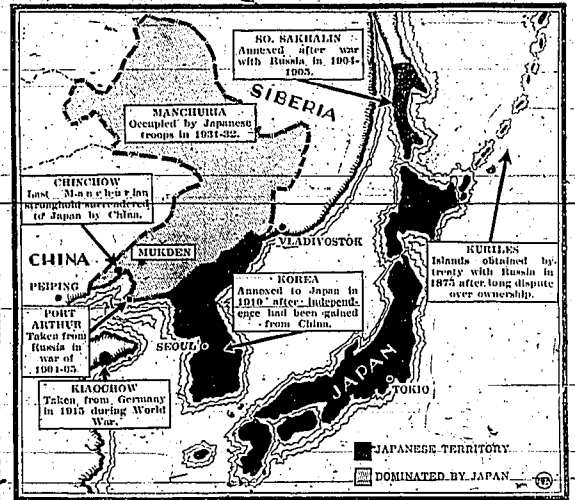 SO. SAKHALIN
Annexed after war
with Russia in 1904-
1905.
SIBERIA
MANCHURIA
Occupied by Japanese
troops in 1931-32.
CHINCHOW
Last Manchurian
stronghold surrendered
to Japan by China.
MUKDEN
CHINA
PEIPING
VLADIVOSTOK
KURILES
Islands obtained by
treaty with Russia in
1875 after long dispute
over ownership.
KOREA
Annexed to Japan in
1910 after independ-
ence had been gained
from China.
PORT
ARTHUR
Taken from
Russia in
war of
1904-05.
SEOUL
KIAOCHOW
Taken from Germany
in 1915 during World
War.
JAPAN
TOKIO
JAPANESE TERRITORY
DOMINATED BY JAPAN